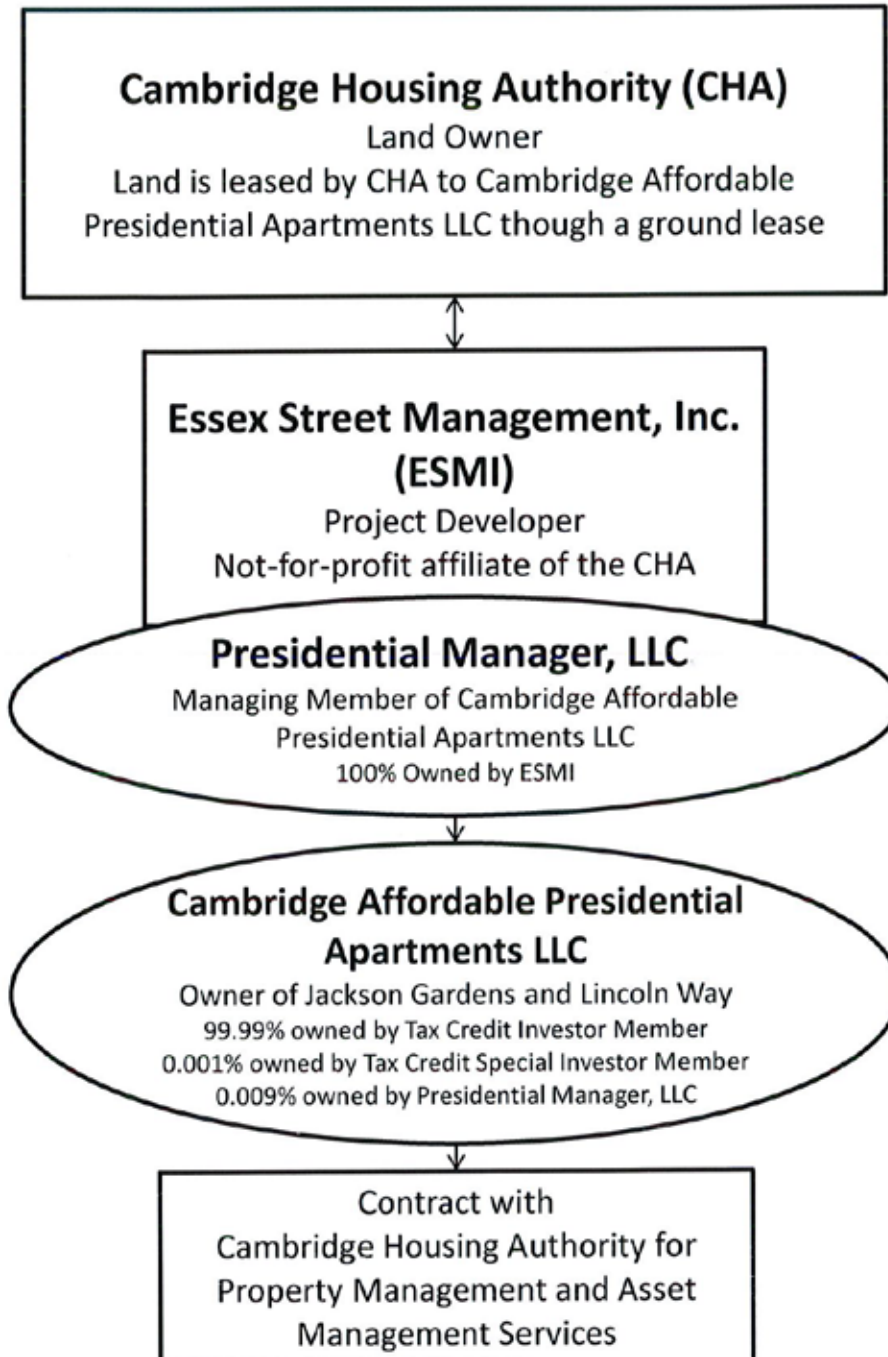 Cambridge Housing Authority (CHA)
Land Owner
Land is leased by CHA to Cambridge Affordable
Presidential Apartments LLC though a ground lease
Essex Street Management, Inc.
(ESMI)
Project Developer
Not-for-profit affiliate of the CHA
Presidential Manager, LLC
Managing Member of Cambridge Affordable
Presidential Apartments LLC
100% Owned by ESMI
Cambridge Affordable Presidential
Apartments LLC
Owner of Jackson Gardens and Lincoln Way
99.99% owned by Tax Credit Investor Member
0.001% owned by Tax Credit Special Investor Member
0.009% owned by Presidential Manager, LLC
Contract with
Cambridge Housing Authority for
Property Management and Asset
Management Services